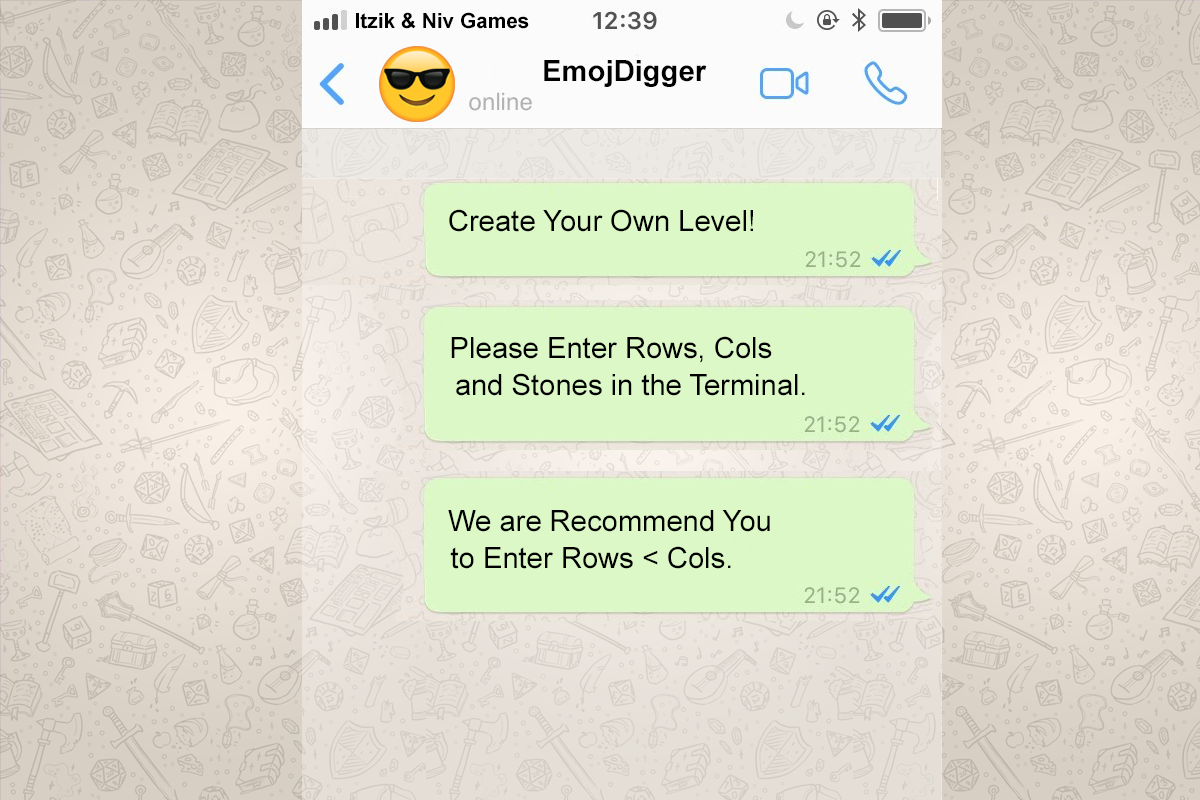 Itzik & Niv Games 12:39
EmojDigger
online
Create Your Own Level!
21:52
Please Enter Rows, Cols
and Stones in the Terminal.
21:52
We are Recommend You
to Enter Rows < Cols.
21:52